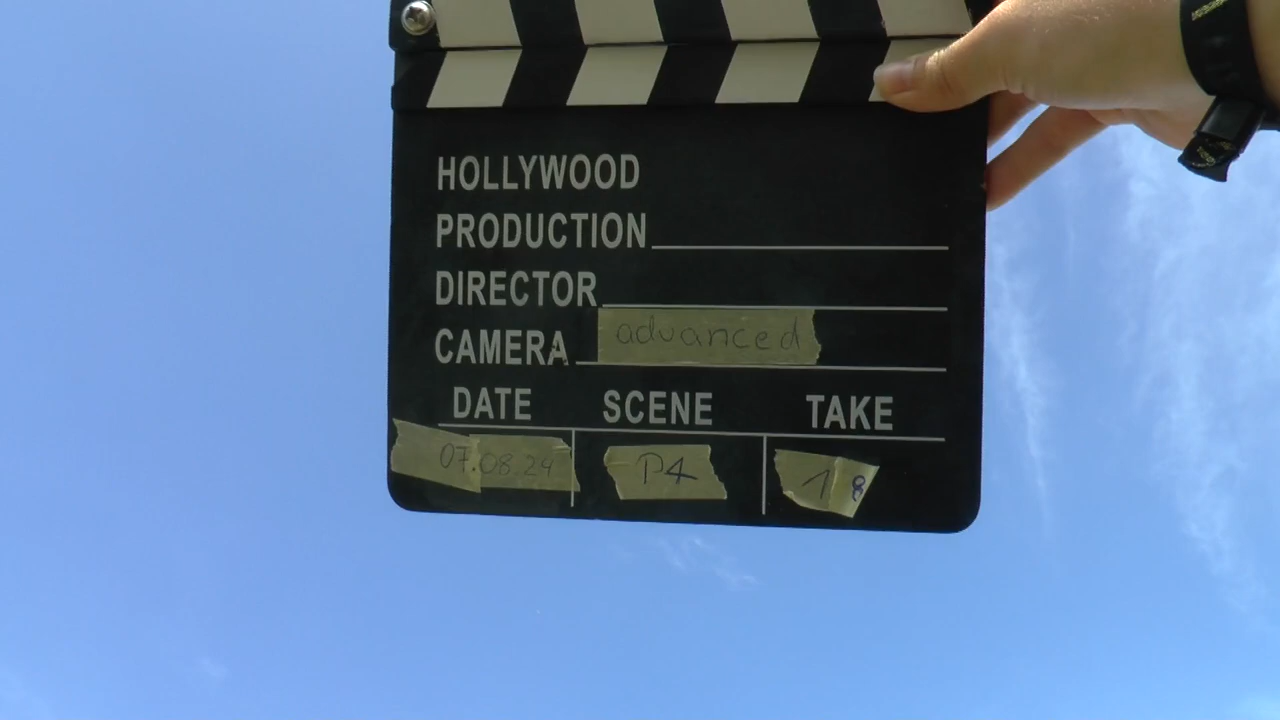 HOLLYWOOD
PRODUCTION
DIRECTOR
CAMERA advanced
DATE SCENE TAKE
07.08.24 P4 18